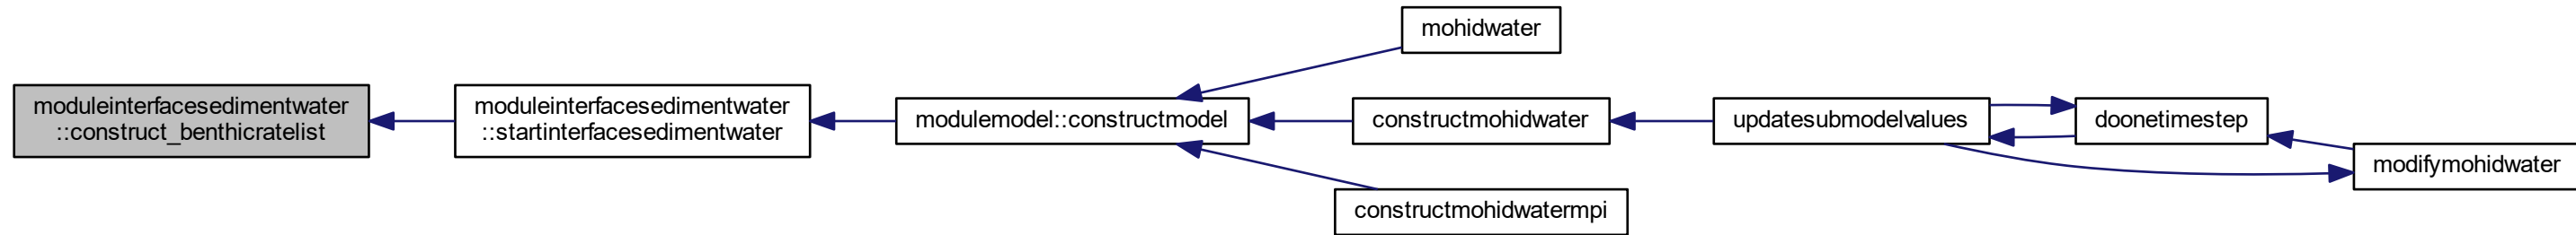 mohidwater
moduleinterfacesedimentwater
::construct_benthicratelist
moduleinterfacesedimentwater
::startinterfacesedimentwater
modulemodel::constructmodel
constructmohidwater
updatesubmodelvalues
doonetimestep
modifymohidwater
constructmohidwatermpi